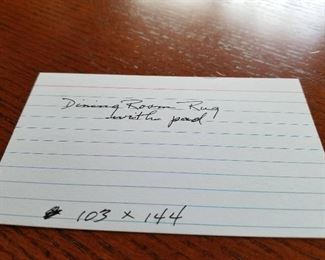 Dining Room Rug
with pad
103 x 144